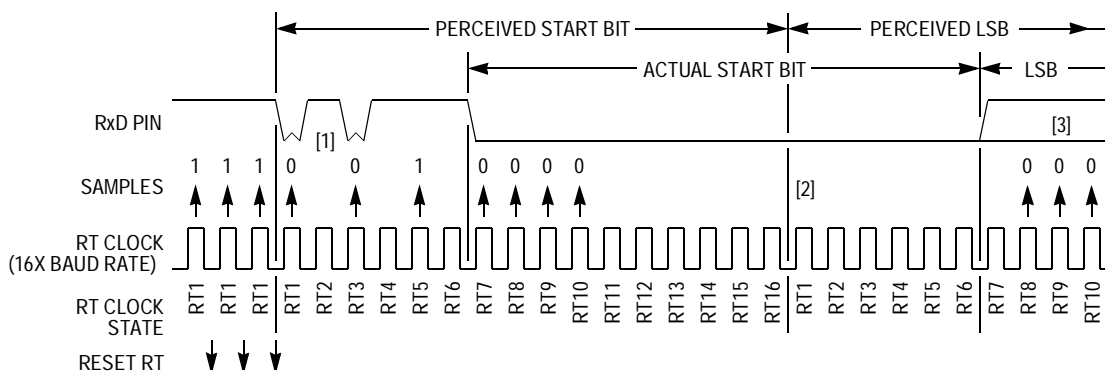 PERCEIVED START BIT PERCEIVED LSB
ACTUAL START BIT LSB
RxD PIN [1] [3]
1 1 1 0 0 1 0 0 0 0 0 0 0
SAMPLES [2]
RT CLOCK
(16X BAUD RATE)
RT CLOCK
STATE
RT1 RT1 RT1 RT1 RT2 RT3 RT4 RT5 RT6 RT7 RT8 RT9 RT10 RT11 RT12 RT13 RT14 RT15 RT16 RT1 RT2 RT3 RT4 RT5 RT6 RT7 RT8 RT9 RT10
RESET RT